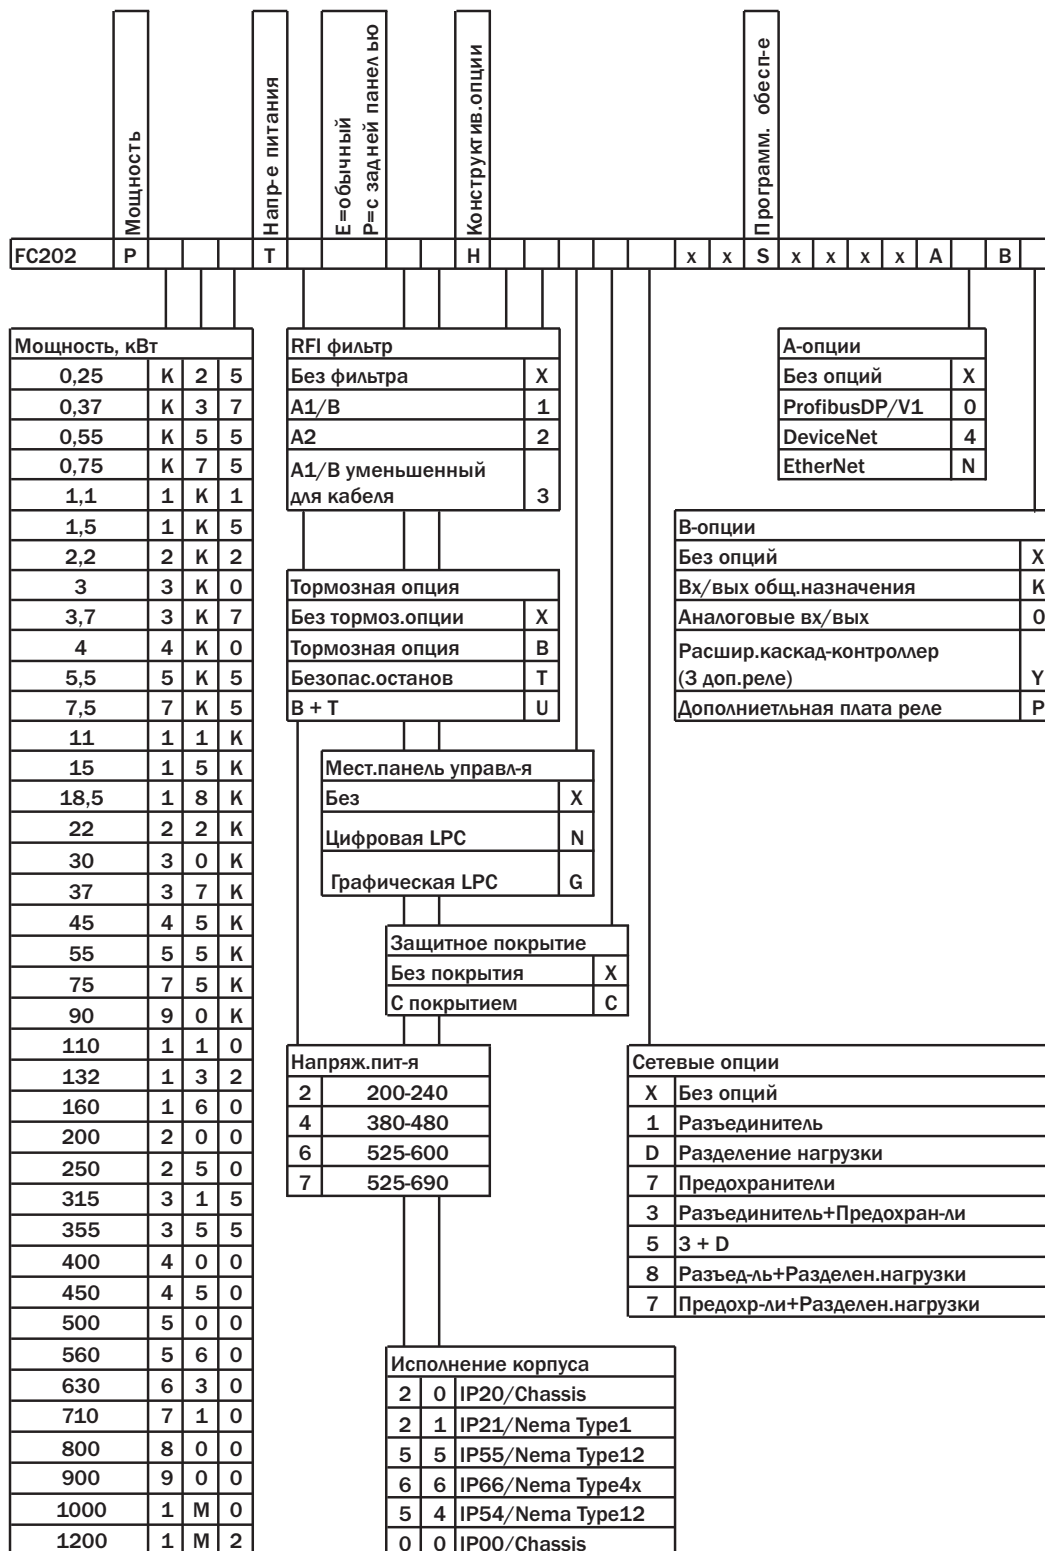 Мощность
Напр-е питания
E=обычный
P=с задней панелью
Конструктив.опции
Программ. обесп-е
FC202 P T H x x S x x x x A B
Мощность, кВт
0,25 K 2 5
0,37 K 3 7
0,55 K 5 5
0,75 K 7 5
1,1 1 K 1
1,5 1 K 5
2,2 2 K 2
3 3 K 0
3,7 3 K 7
4 4 K 0
5,5 5 K 5
7,5 7 K 5
11 1 1 K
15 1 5 K
18,5 1 8 K
22 2 2 K
30 3 0 K
37 3 7 K
45 4 5 K
55 5 5 K
75 7 5 K
90 9 0 K
110 1 1 0
132 1 3 2
160 1 6 0
200 2 0 0
250 2 5 0
315 3 1 5
355 3 5 5
400 4 0 0
450 4 5 0
500 5 0 0
560 5 6 0
630 6 3 0
710 7 1 0
800 8 0 0
900 9 0 0
1000 1 M 0
1200 1 M 2
RFI фильтр
Без фильтра X
A1/B 1
A2 2
A1/B уменьшенный
для кабеля 3
Тормозная опция
Без тормоз.опции X
Тормозная опция B
Безопас.останов T
B + T U
Мест.панель управл-я
Без X
Цифровая LPC N
Графическая LPC G
Защитное покрытие
Без покрытия X
С покрытием C
Напряж.пит-я
2 200-240
4 380-480
6 525-600
7 525-690
Исполнение корпуса
2 0 IP20/Chassis
2 1 IP21/Nema Type1
5 5 IP55/Nema Type12
6 6 IP66/Nema Type4x
5 4 IP54/Nema Type12
0 0 IP00/Chassis
А-опции
Без опций X
ProfibusDP/V1 0
DeviceNet 4
EtherNet N
В-опции
Без опций X
Вх/вых общ.назначения K
Аналоговые вх/вых 0
Расшир.каскад-контроллер
(3 доп.реле) Y
Дополниетльная плата реле P
Сетевые опции
X Без опций
1 Разъединитель
D Разделение нагрузки
7 Предохранители
3 Разъединитель+Предохран-ли
5 3 + D
8 Разъед-ль+Разделен.нагрузки
7 Предохр-ли+Разделен.нагрузки